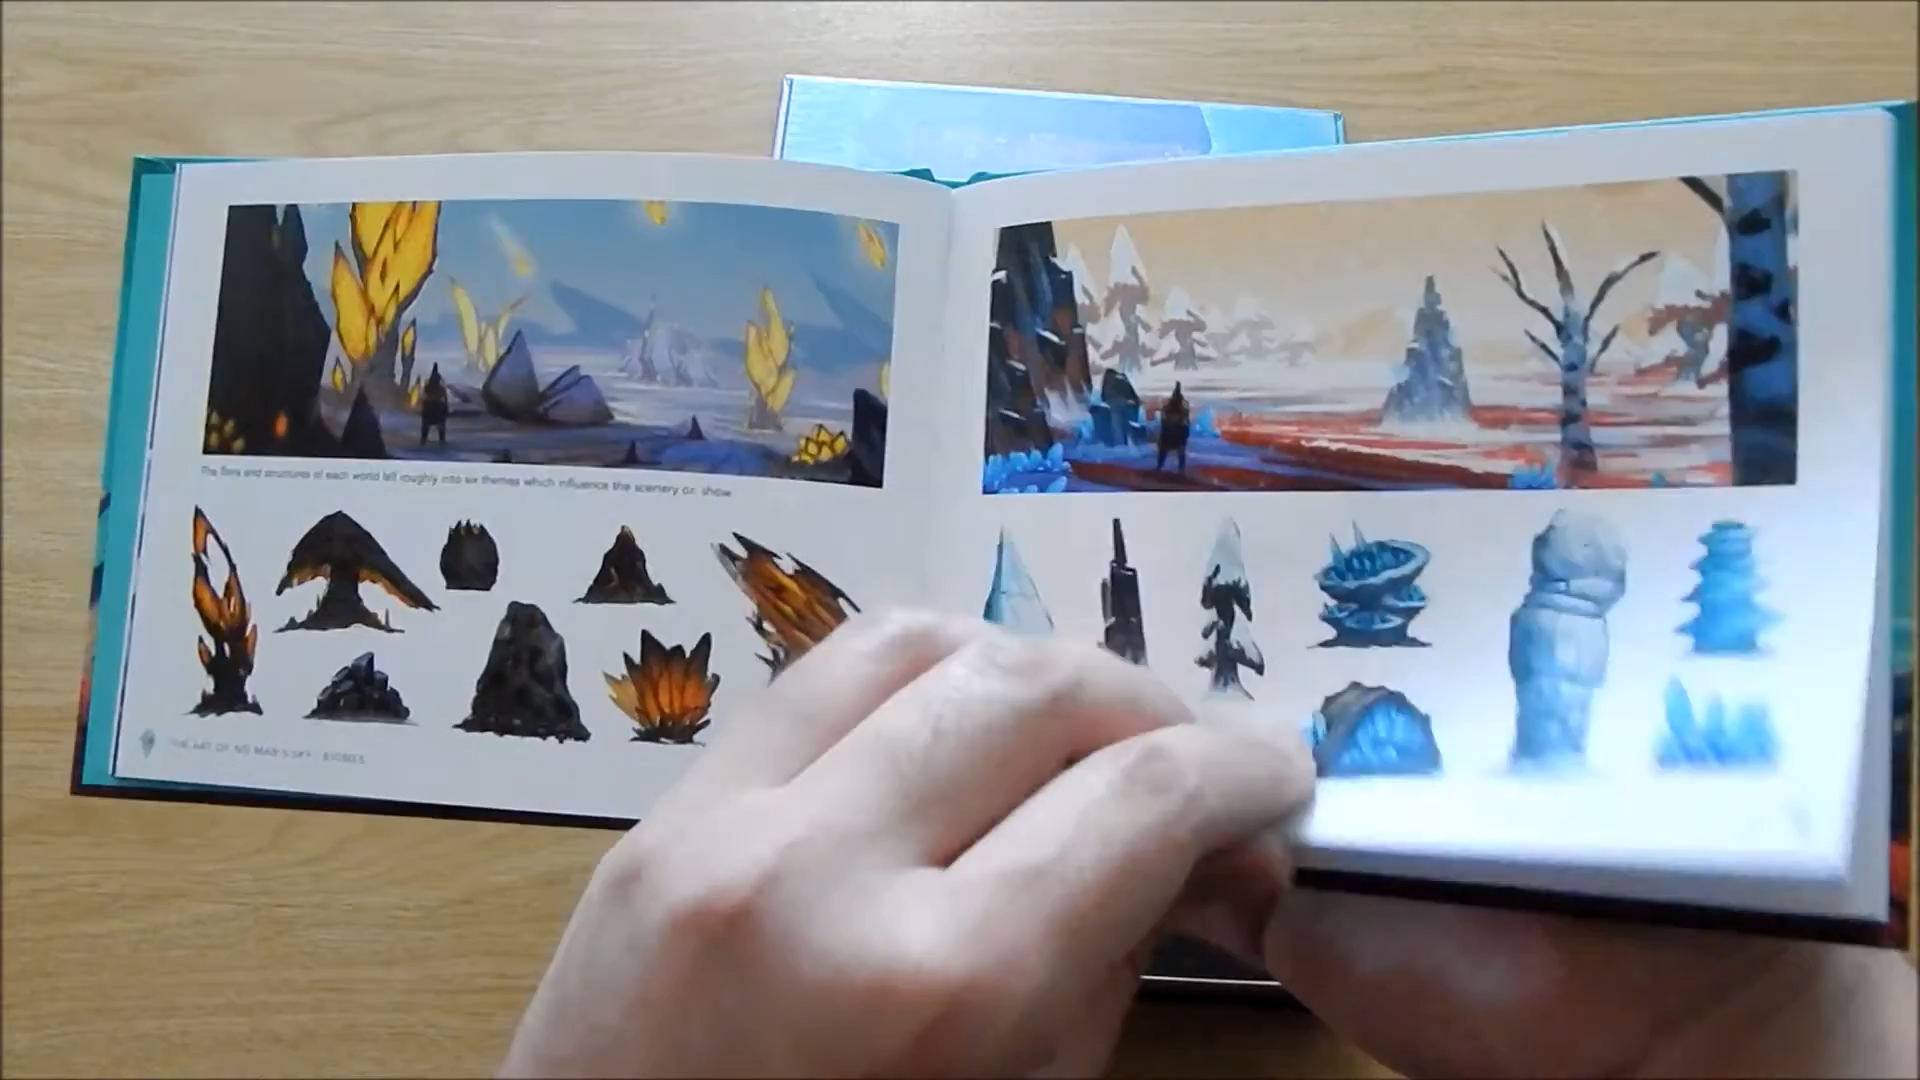 The flora and structures of each world fall roughly into six themes which influence the scenery on show.
THE ART OF NO MAN'S SKY · BIOMES